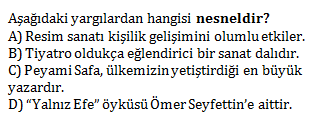 Aşağıdaki yargılardan hangisi nesneldir?
A) Resim sanatı kişilik gelişimini olumlu etkiler.
B) Tiyatro oldukça eğlendirici bir sanat dalıdır.
C) Peyami Safa, ülkemizin yetiştirdiği en büyük
yazardır.
D) “Yalnız Efe” öyküsü Ömer Seyfettin’e aittir.